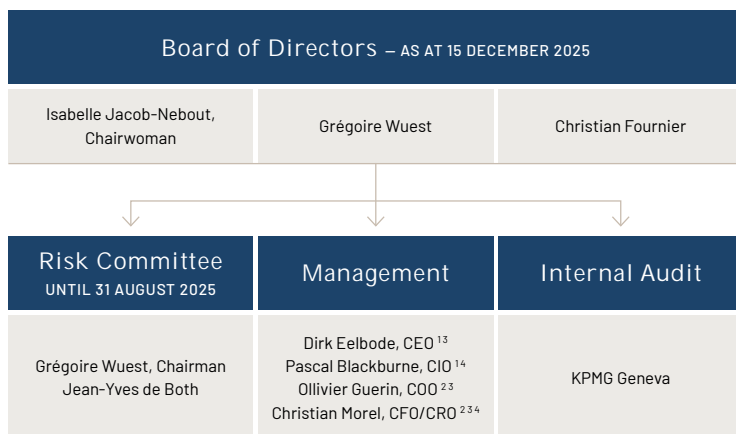 Board of Directors – AS AT 15 DECEMBER 2025
Isabelle Jacob-Nebout,
Chairwoman
Grégoire Wuest
Christian Fournier
Risk Committee
UNTIL 31 AUGUST 2025
Management
Internal Audit
Grégoire Wuest, Chairman
Jean-Yves de Both
Dirk Eelbode, CEO 1 3
Pascal Blackburne, CIO 1 4
Ollivier Guerin, COO 2 3
Christian Morel, CFO/CRO 2 3 4
KPMG Geneva